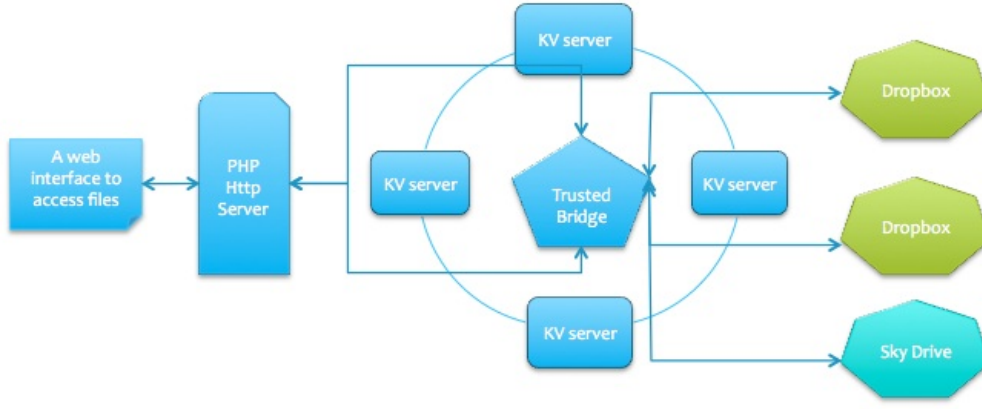 KV server
Dropbox
A web
interface to
access files
PHP
Http
Server
KV server
Trusted
Bridge
KV server
Dropbox
KV server
Sky Drive